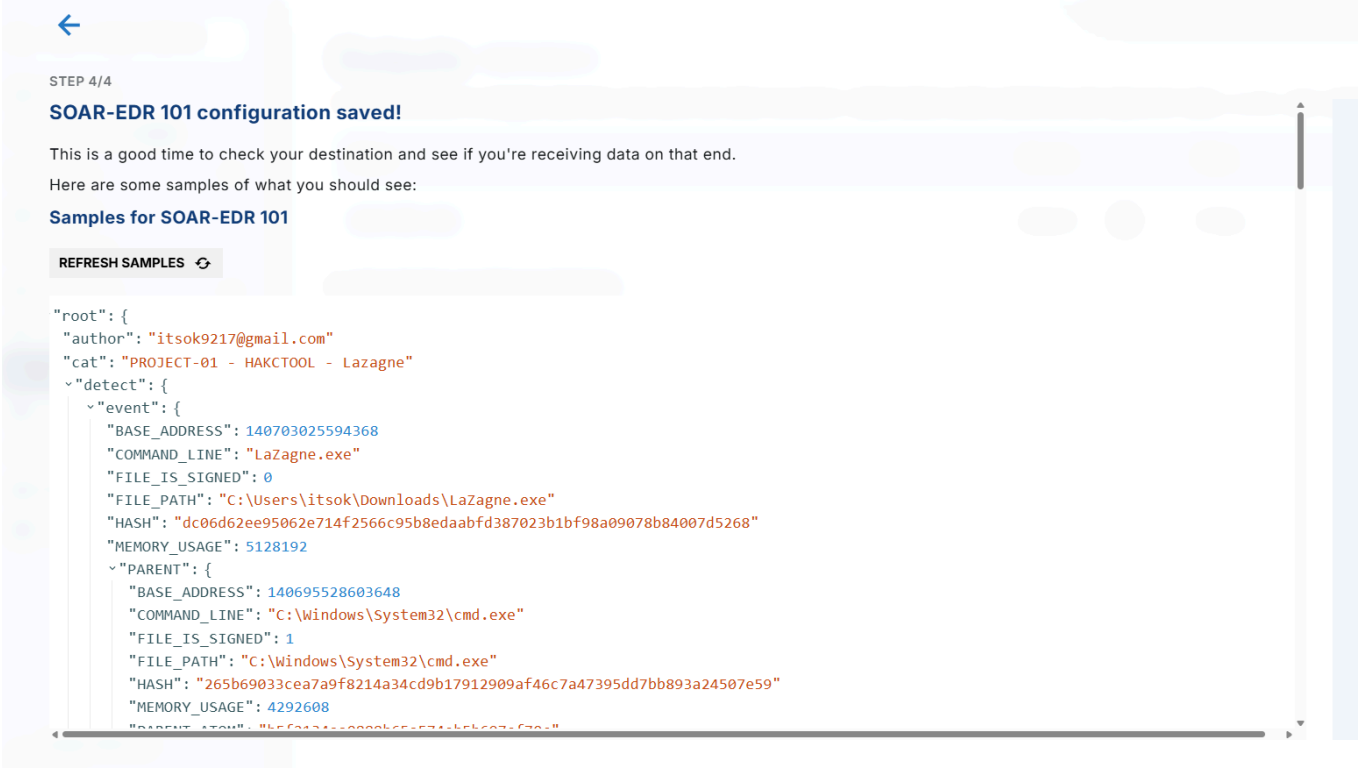 STEP 4/4
SOAR-EDR 101 configuration saved!
This is a good time to check your destination and see if you're receiving data on that end.
Here are some samples of what you should see:
Samples for SOAR-EDR 101
REFRESH SAMPLES
"root": {
"author": "itsok9217@gmail.com"
"cat": "PROJECT-01 - HAKCTOOL - Lazagne"
"detect": {
"event": {
"BASE_ADDRESS": 140703025594368
"COMMAND_LINE": "LaZagne.exe"
"FILE_IS_SIGNED": 0
"FILE_PATH": "C:\Users\itsok\Downloads\LaZagne.exe"
"HASH": "dc06d62ee95062e714f2566c95b8edaabfd387023b1bf98a09078b84007d5268"
"MEMORY_USAGE": 5128192
"PARENT": {
"BASE_ADDRESS": 140695528603648
"COMMAND_LINE": "C:\Windows\System32\cmd.exe"
"FILE_IS_SIGNED": 1
"FILE_PATH": "C:\Windows\System32\cmd.exe"
"HASH": "265b69033cea7a9f8214a34cd9b17912909af46c7a47395dd7bb893a24507e59"
"MEMORY_USAGE": 4292608
"PARENT_ATOM":